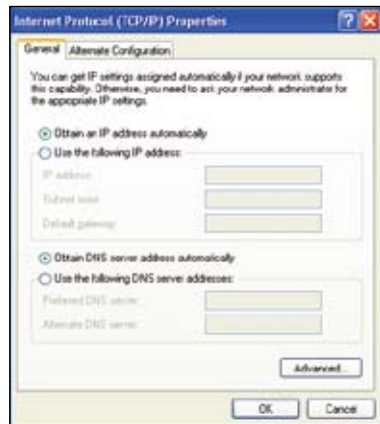 Internet Protocol (TCP/IP) Properties
General
Alternate Configuration
You can get IP settings assigned automatically if your network supports
this capability. Otherwise, you need to ask your network administrator for
the appropriate IP settings.
Obtain an IP address automatically
Use the following IP address:
IP address:
Subnet mask:
Default gateway:
Obtain DNS server address automatically
Use the following DNS server addresses:
Preferred DNS server:
Alternate DNS server:
Advanced...
OK
Cancel